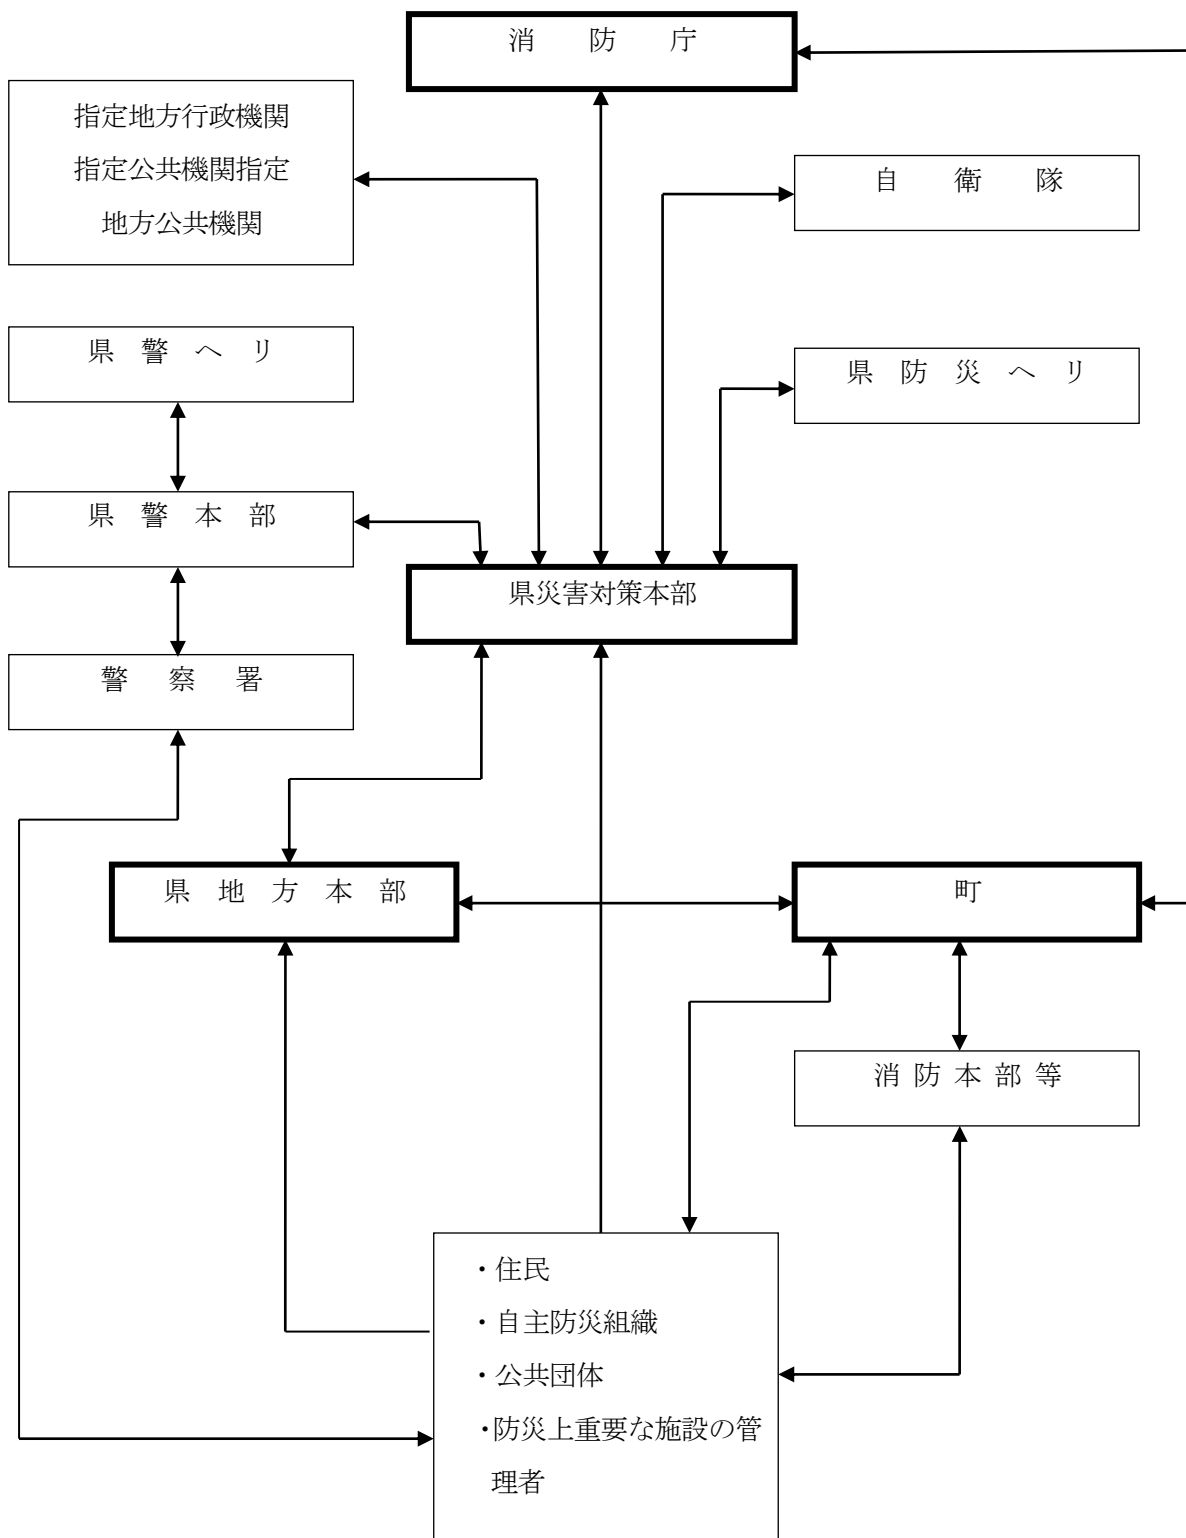 消防庁
指定地方行政機関
指定公共機関指定
地方公共機関
自衛隊
県警ヘリ
県防災ヘリ
県警本部
県災害対策本部
警察署
県地方本部
町
消防本部等
・住民
・自主防災組織
・公共団体
・防災上重要な施設の管
理者